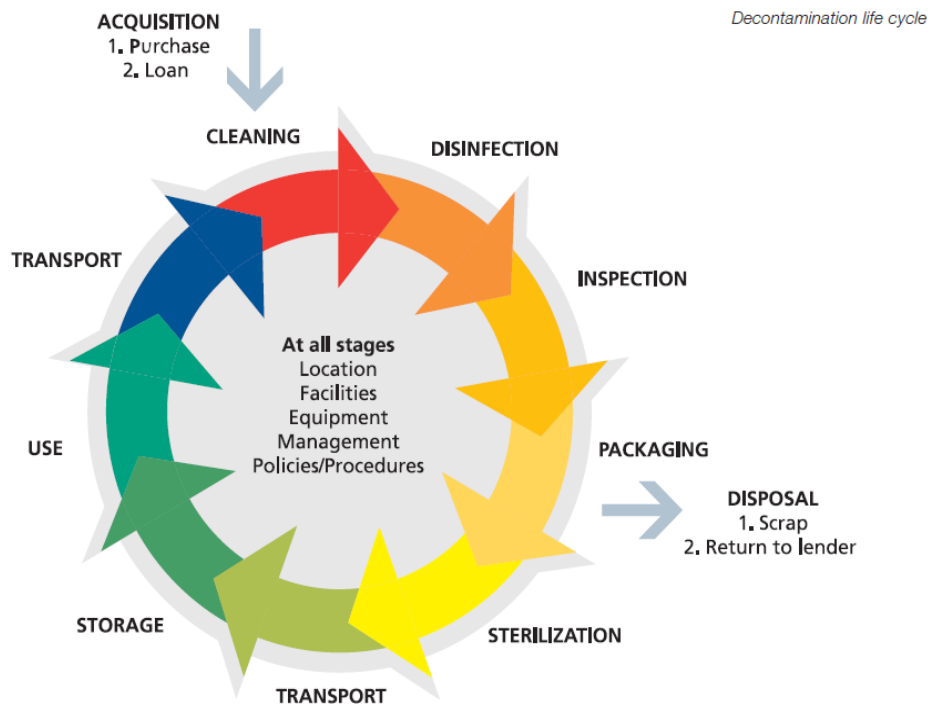 Decontamination life cycle
ACQUISITION
1. Purchase
2. Loan
CLEANING
DISINFECTION
INSPECTION
PACKAGING
DISPOSAL
1. Scrap
2. Return to lender
STERILIZATION
TRANSPORT
STORAGE
USE
TRANSPORT
At all stages
Location
Facilities
Equipment
Management
Policies/Procedures